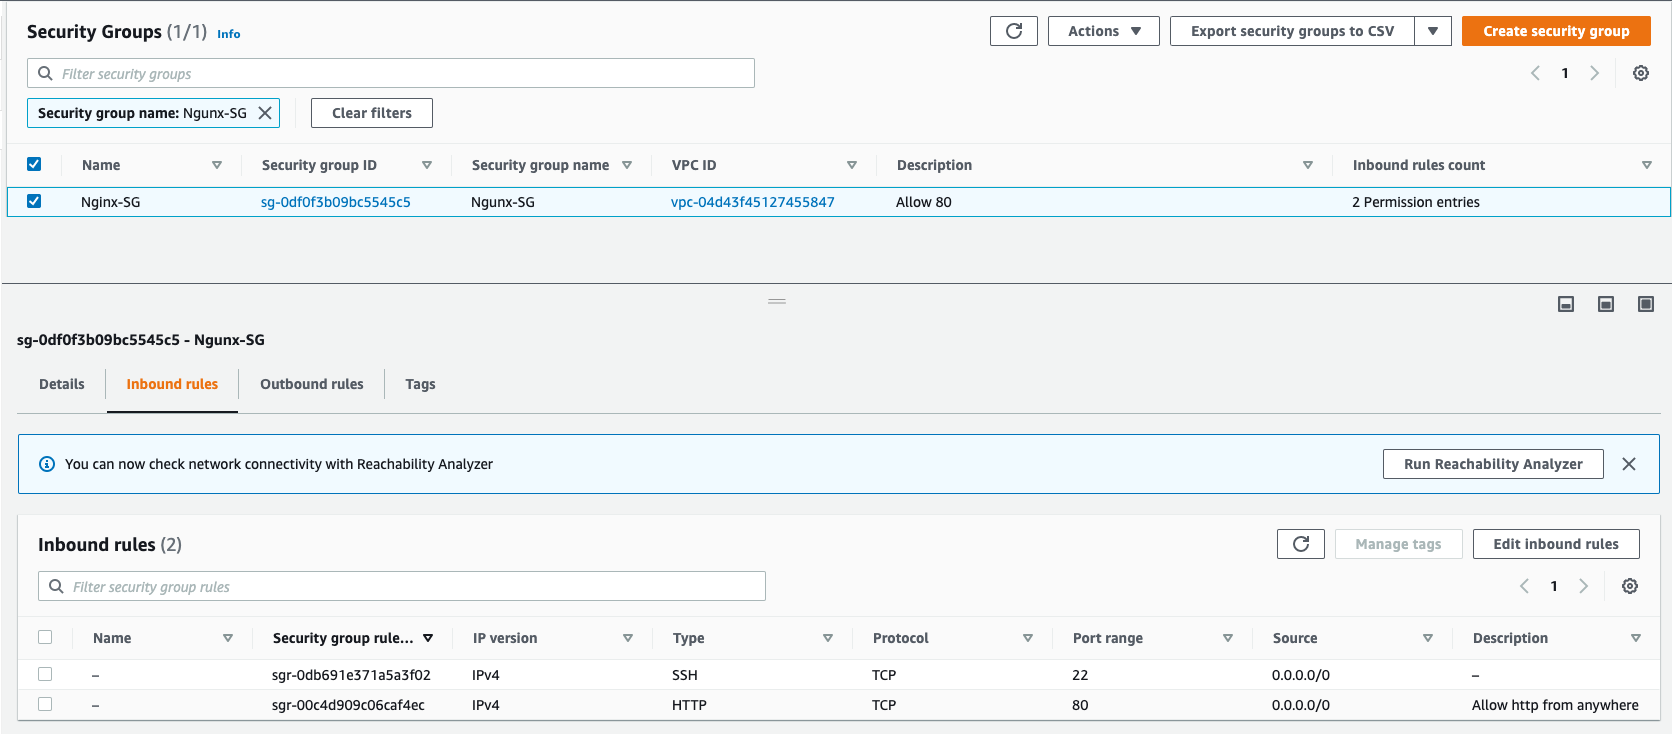 Security Groups (1/1) Info
Actions
Export security groups to CSV
Create security group
Filter security groups
1
Security group name: Ngunx-SG
Clear filters
Name Security group ID Security group name VPC ID Description Inbound rules count
Nginx-SG sg-0df0f3b09bc5545c5 Ngunx-SG vpc-04d43f45127455847 Allow 80 2 Permission entries
sg-0df0f3b09bc5545c5 - Ngunx-SG
Details Inbound rules Outbound rules Tags
You can now check network connectivity with Reachability Analyzer
Run Reachability Analyzer
Inbound rules (2)
Manage tags
Edit inbound rules
Filter security group rules
1
Name Security group rule... IP version Type Protocol Port range Source Description
– sgr-0db691e371a5a3f02 IPv4 SSH TCP 22 0.0.0.0/0 –
– sgr-00c4d909c06caf4ec IPv4 HTTP TCP 80 0.0.0.0/0 Allow http from anywhere